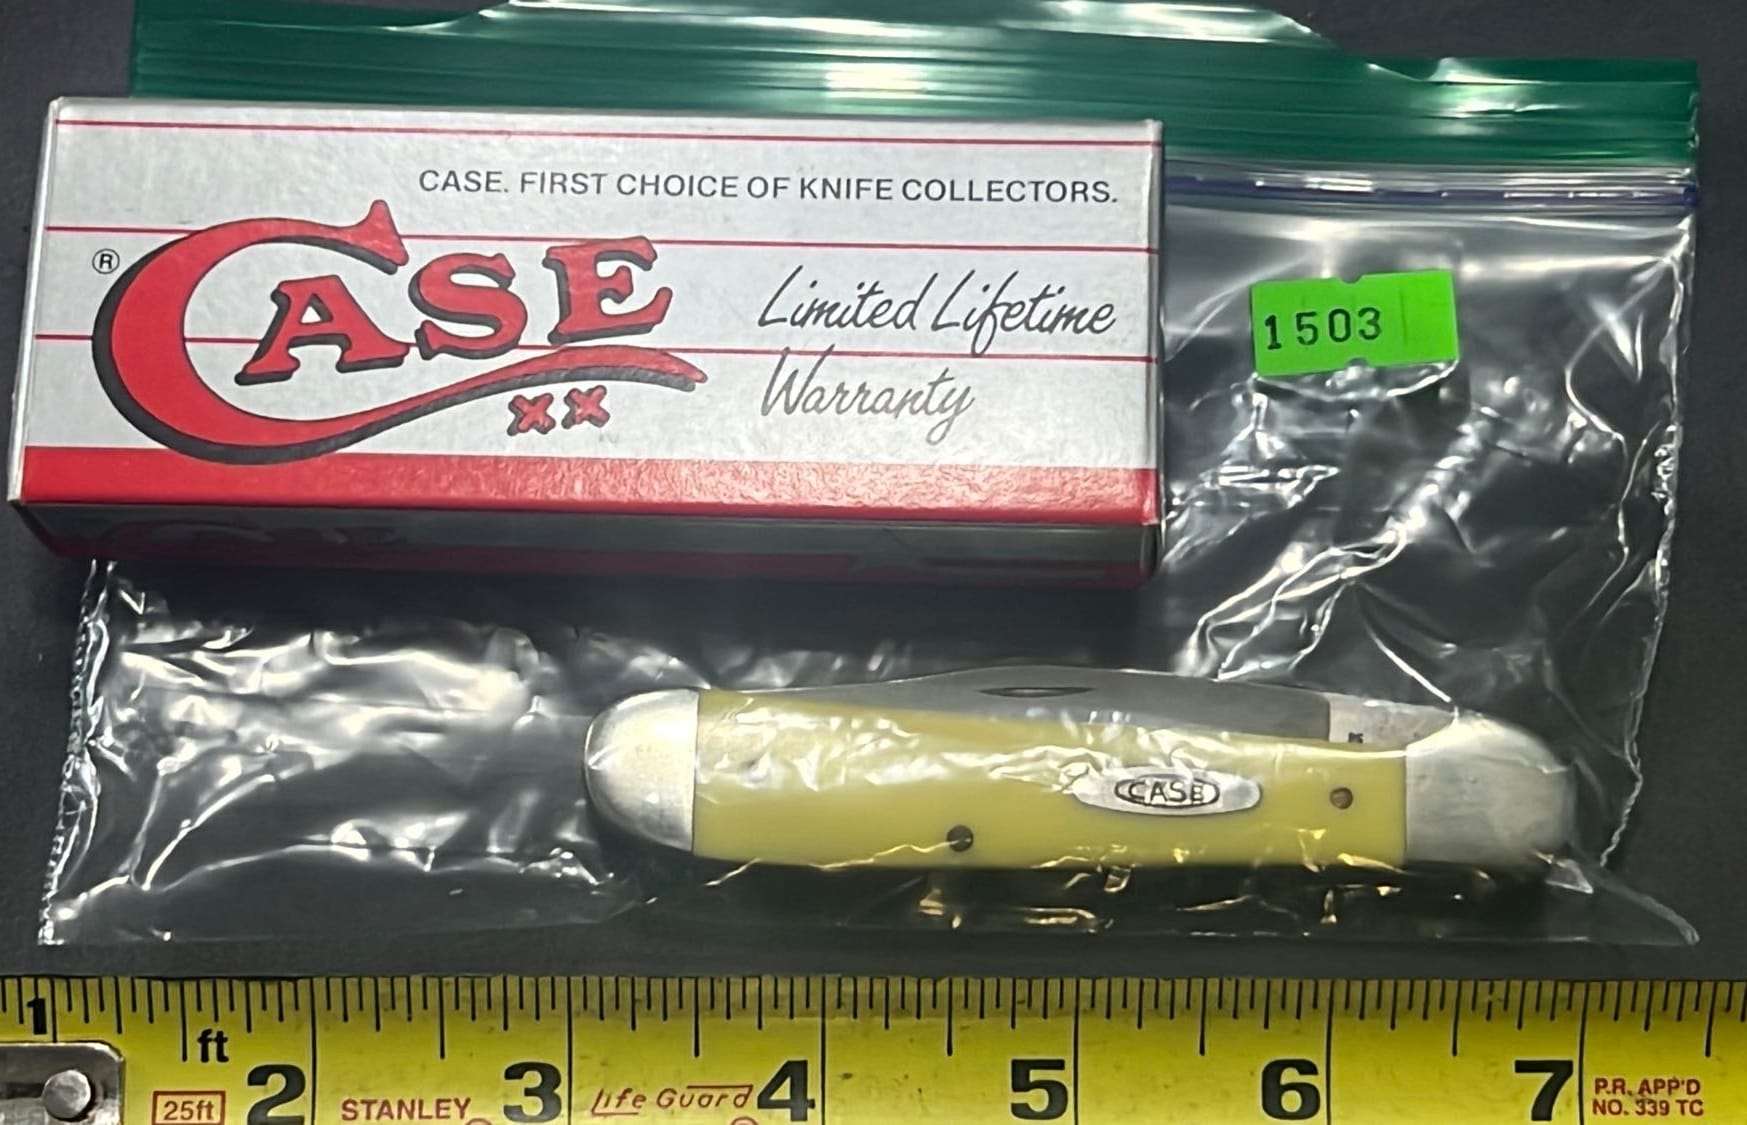 CASE. FIRST CHOICE OF KNIFE COLLECTORS.
®
CASE
XX
Limited Lifetime
Warranty
1503
CASE
1 2 3 4 5 6 7
ft
25ft
STANLEY
Life Guard
P.R. APP'D
NO. 339 TC